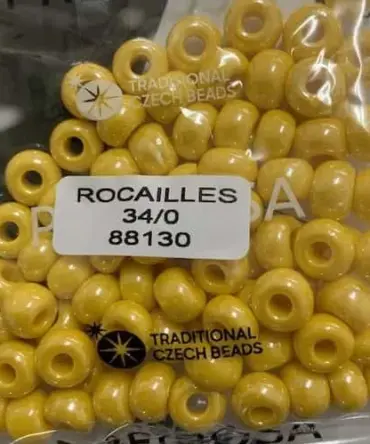 TRADITIONAL
CZECH BEADS
ROCAILLES
34/0
88130
TRADITIONAL
CZECH BEADS